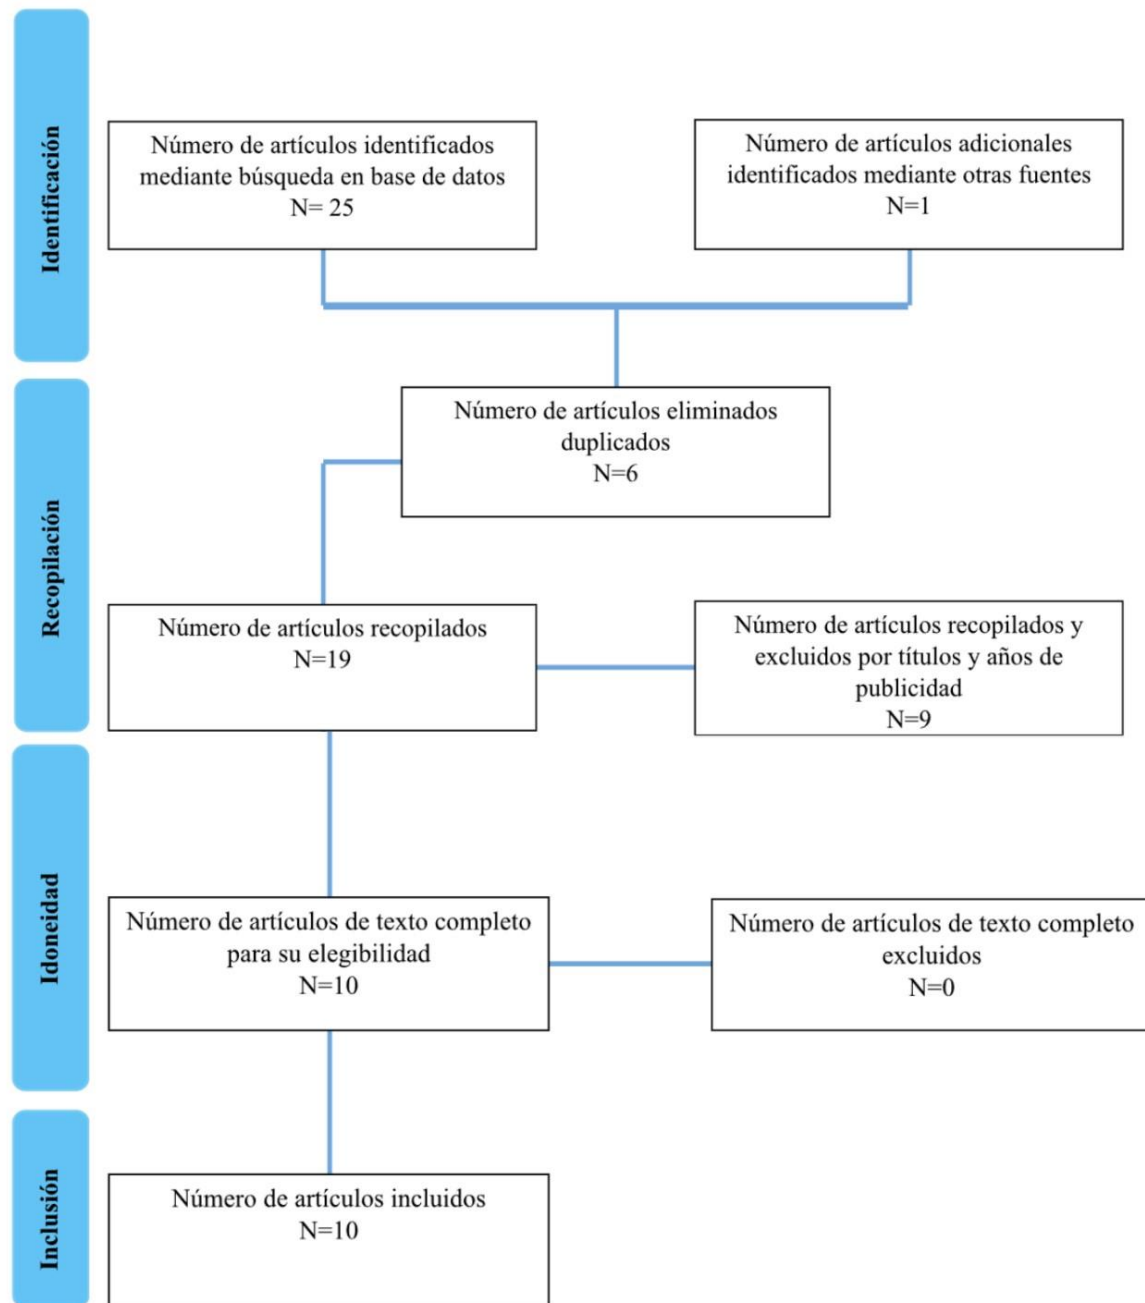 Identificación
Número de artículos identificados
mediante búsqueda en base de datos
N= 25
Número de artículos adicionales
identificados mediante otras fuentes
N=1
Recopilación
Número de artículos eliminados
duplicados
N=6
Número de artículos recopilados
N=19
Número de artículos recopilados y
excluidos por títulos y años de
publicidad
N=9
Idoneidad
Número de artículos de texto completo
para su elegibilidad
N=10
Número de artículos de texto completo
excluidos
N=0
Inclusión
Número de artículos incluidos
N=10